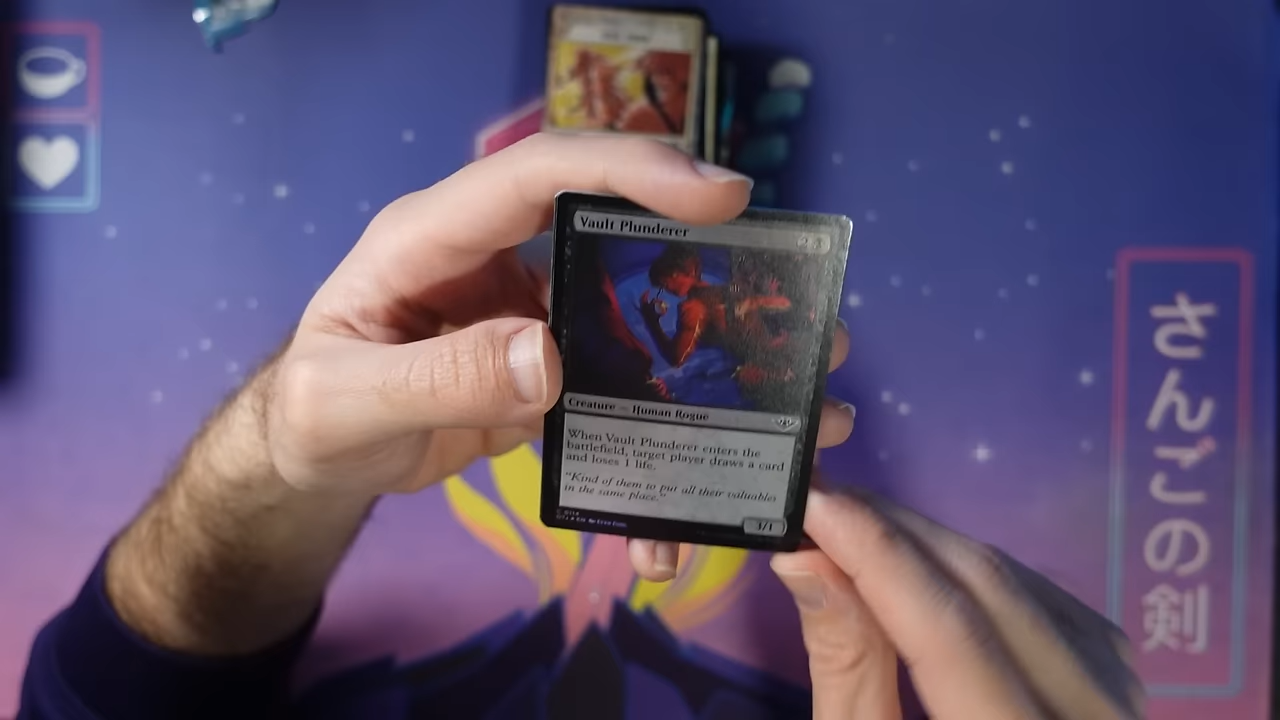 Vault Plunderer
Creature — Human Rogue
When Vault Plunderer enters the
battlefield, target player draws a card
and loses 1 life.
"Kind of them to put all their valuables
in the same place."
3/1
さんごの剣